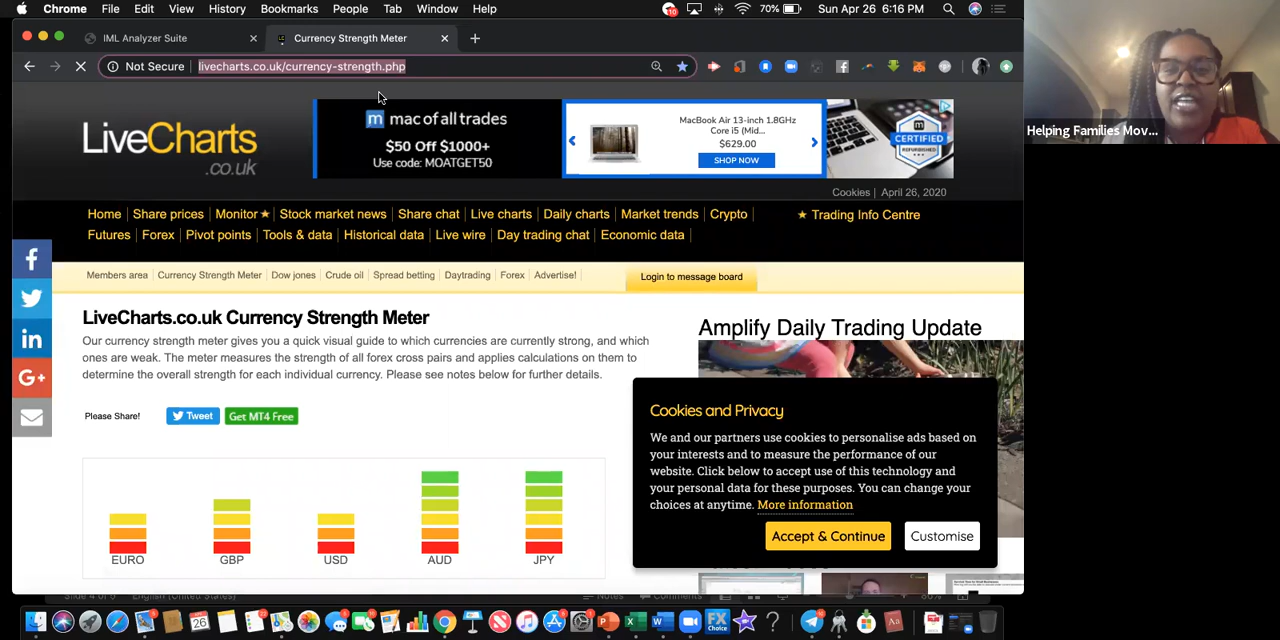 Chrome File Edit View History Bookmarks People Tab Window Help
70% Sun Apr 26 6:16 PM
IML Analyzer Suite
Currency Strength Meter
Not Secure | livecharts.co.uk/currency-strength.php
LiveCharts
.co.uk
m mac of all trades
$50 Off $1000+
Use code: MOATGET50
MacBook Air 13-inch 1.8GHz
Core i5 (Mid...
$629.00
SHOP NOW
CERTIFIED
REFURBISHED
Helping Families Mov...
Cookies | April 26, 2020
Home | Share prices | Monitor★ | Stock market news | Share chat | Live charts | Daily charts | Market trends | Crypto |
★ Trading Info Centre
Futures | Forex | Pivot points | Tools & data | Historical data | Live wire | Day trading chat | Economic data |
Members area | Currency Strength Meter | Dow jones | Crude oil | Spread betting | Daytrading | Forex | Advertise! |
Login to message board
LiveCharts.co.uk Currency Strength Meter
Our currency strength meter gives you a quick visual guide to which currencies are currently strong, and which
ones are weak. The meter measures the strength of all forex cross pairs and applies calculations on them to
determine the overall strength for each individual currency. Please see notes below for further details.
Please Share!
Tweet
Get MT4 Free
EURO GBP USD AUD JPY
Amplify Daily Trading Update
Cookies and Privacy
We and our partners use cookies to personalise ads based on
your interests and to measure the performance of our
website. Click below to accept use of this technology and
your personal data for these purposes. You can change your
choices at anytime. More information
Accept & Continue
Customise
English (United States)
Notes
Comments
FX
Choice